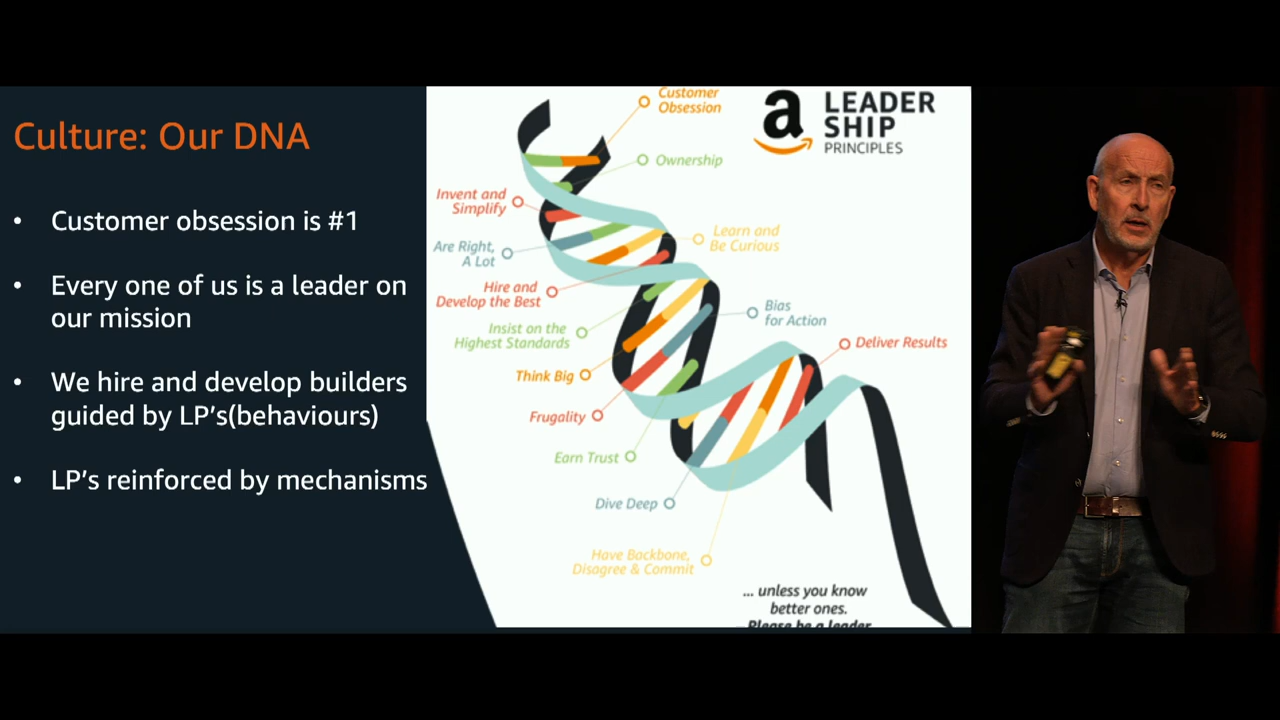 Culture: Our DNA
• Customer obsession is #1
• Every one of us is a leader on
our mission
• We hire and develop builders
guided by LP's(behaviours)
• LP's reinforced by mechanisms
a
LEADER
SHIP
PRINCIPLES
Customer
Obsession
Ownership
Invent and
Simplify
Learn and
Be Curious
Are Right,
A Lot
Hire and
Develop the Best
Bias
for Action
Insist on the
Highest Standards
Deliver Results
Think Big
Frugality
Earn Trust
Dive Deep
Have Backbone,
Disagree & Commit
... unless you know
better ones.
Please be a leader